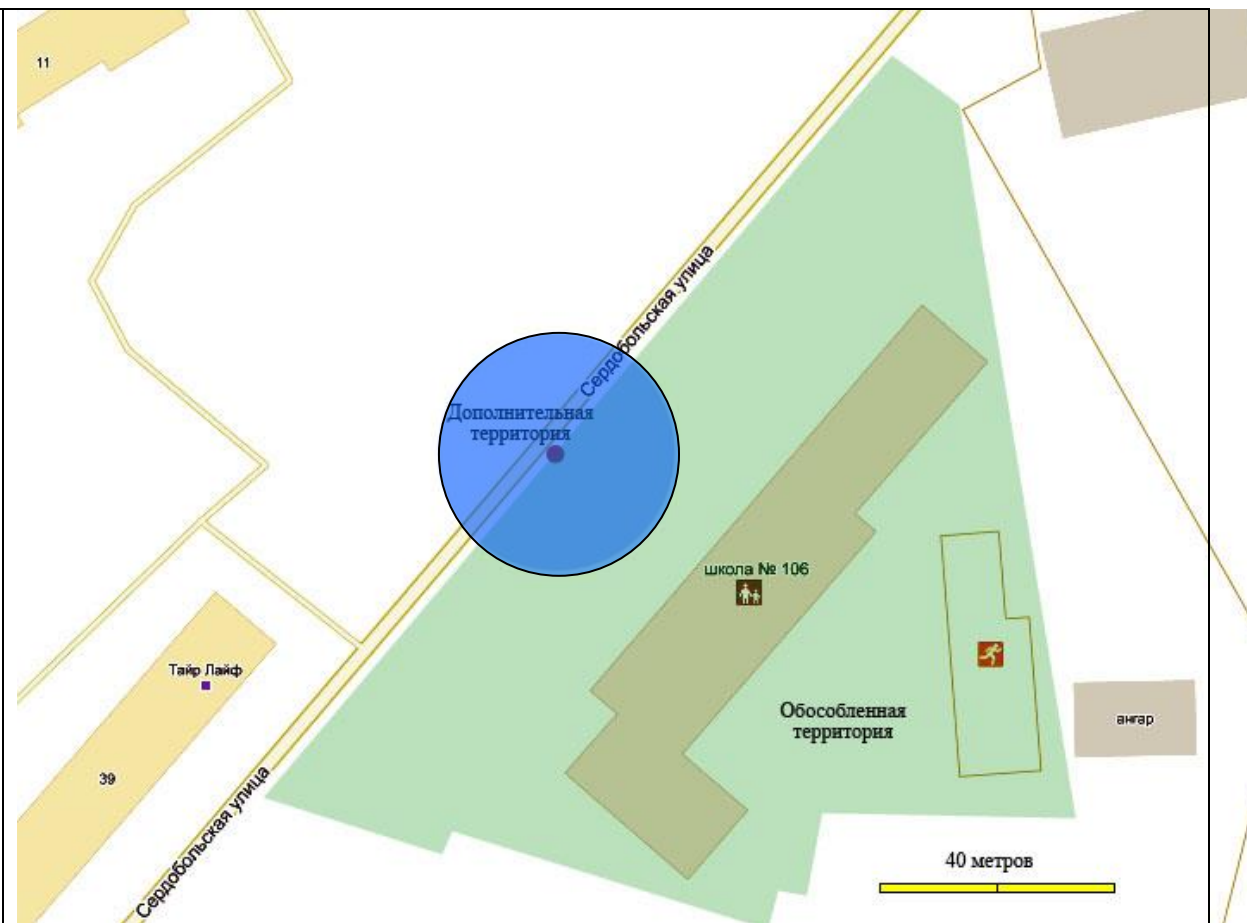 11
Сердобольская улица
Дополнительная
территория
школа № 106
Тайр Лайф
Обособленная
территория
ангар
39
Сердобольская улица
40 метров